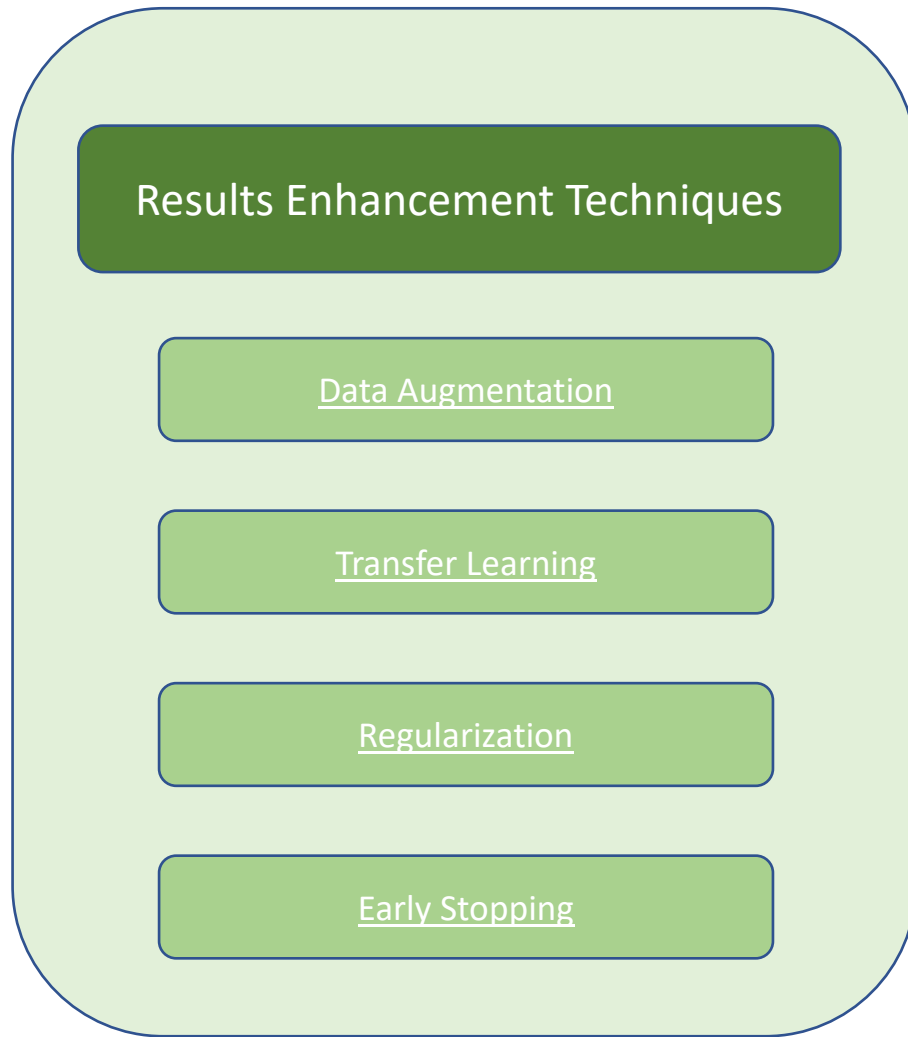 Results Enhancement Techniques
Data Augmentation
Transfer Learning
Regularization
Early Stopping